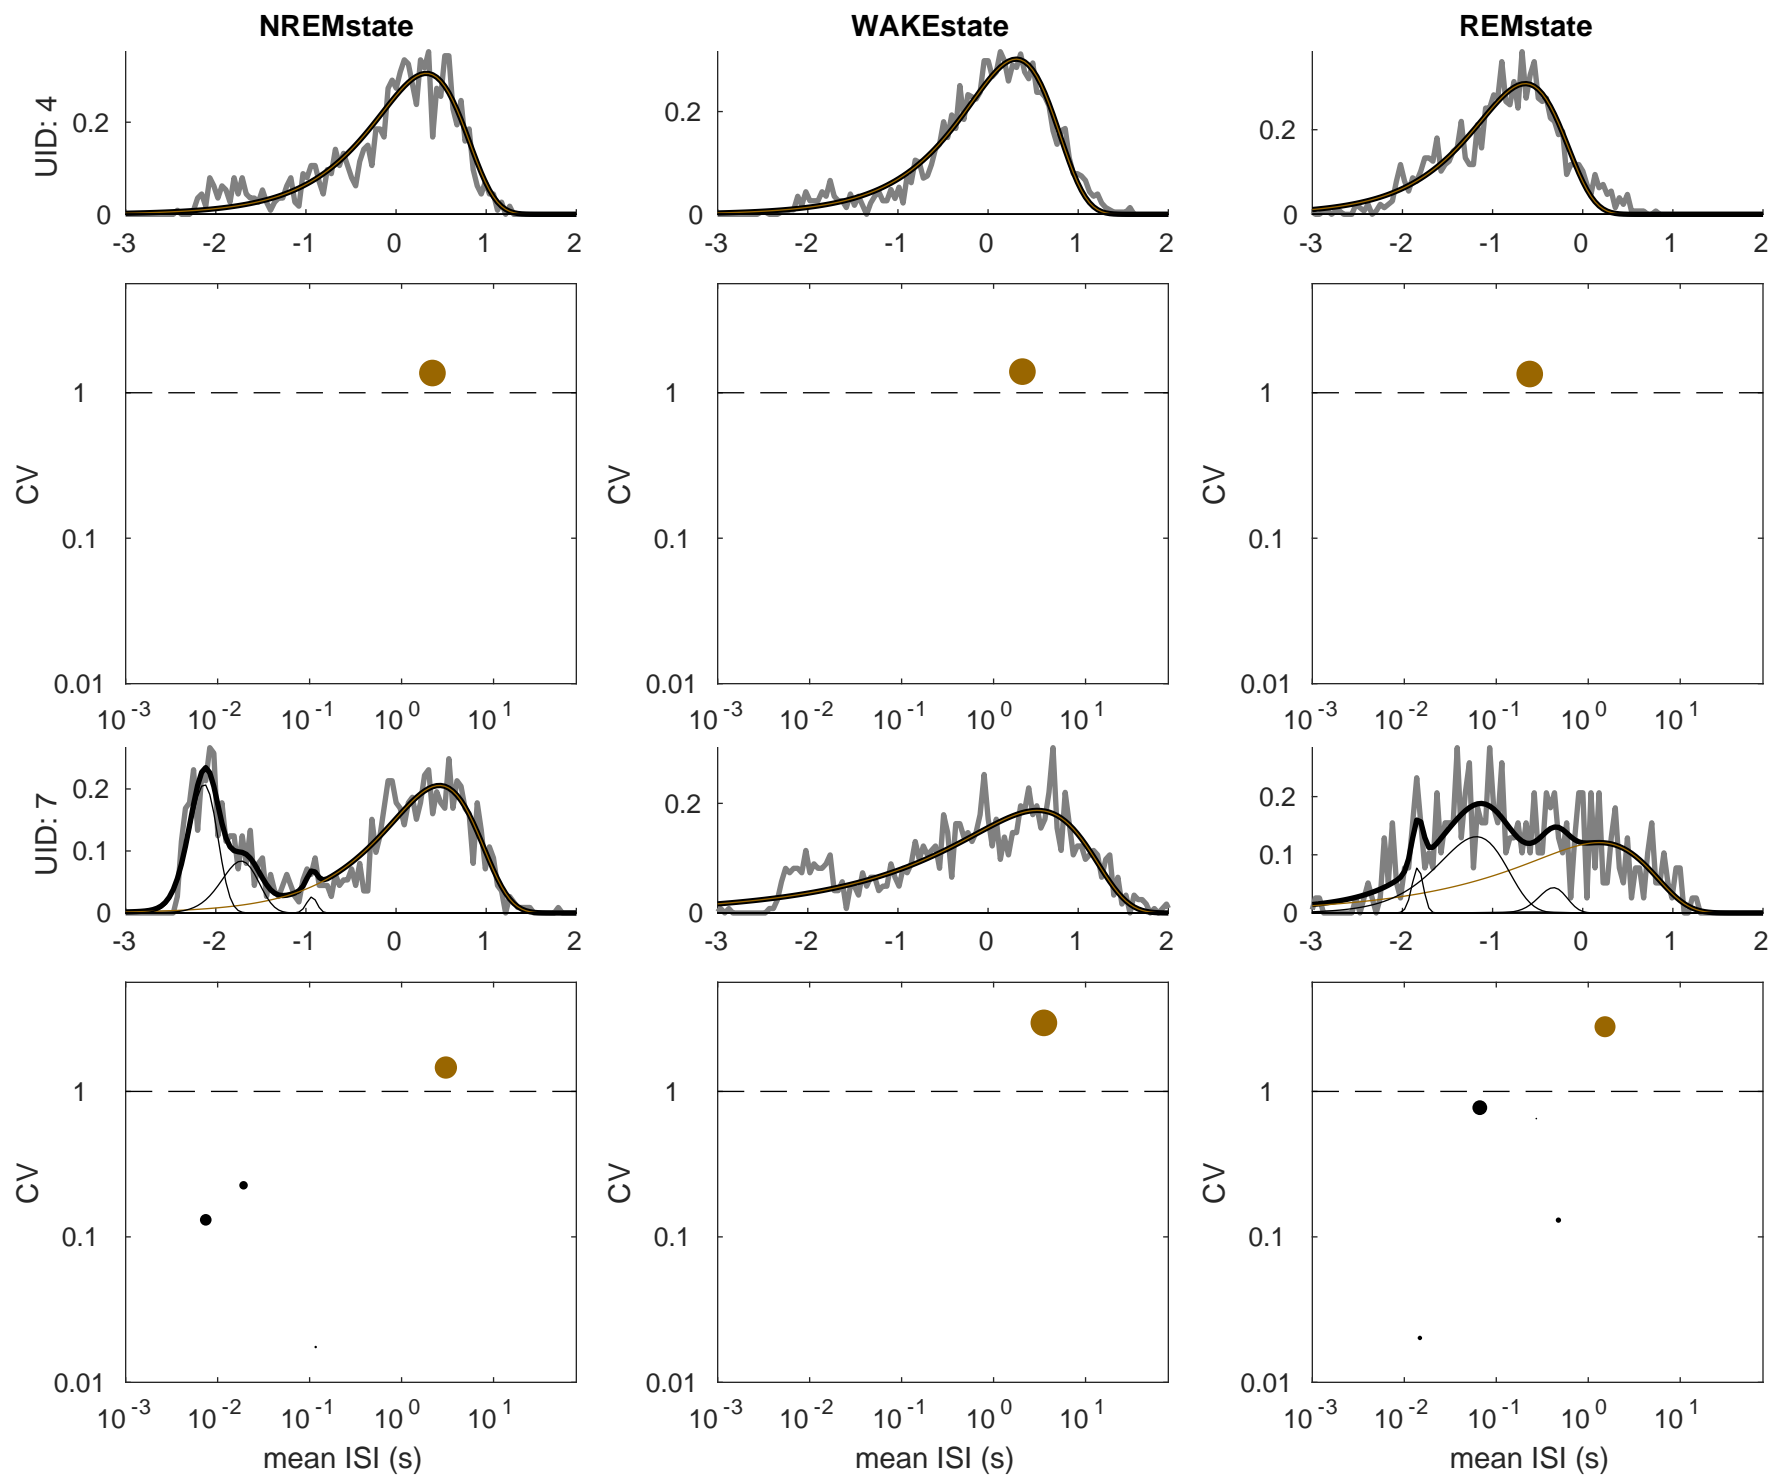 NREMstate WAKEstate REMstate
UID: 4
0.2 0.2 0.2
0 0 0
-3 -2 -1 0 1 2 -3 -2 -1 0 1 2 -3 -2 -1 0 1 2
CV CV CV
1 1 1
0.1 0.1 0.1
0.01 0.01 0.01
10^-3 10^-2 10^-1 10^0 10^1 10^-3 10^-2 10^-1 10^0 10^1 10^-3 10^-2 10^-1 10^0 10^1
UID: 7
0.2 0.2 0.2
0.1 0.1
0 0 0
-3 -2 -1 0 1 2 -3 -2 -1 0 1 2 -3 -2 -1 0 1 2
CV CV CV
1 1 1
0.1 0.1 0.1
0.01 0.01 0.01
10^-3 10^-2 10^-1 10^0 10^1 10^-3 10^-2 10^-1 10^0 10^1 10^-3 10^-2 10^-1 10^0 10^1
mean ISI (s) mean ISI (s) mean ISI (s)